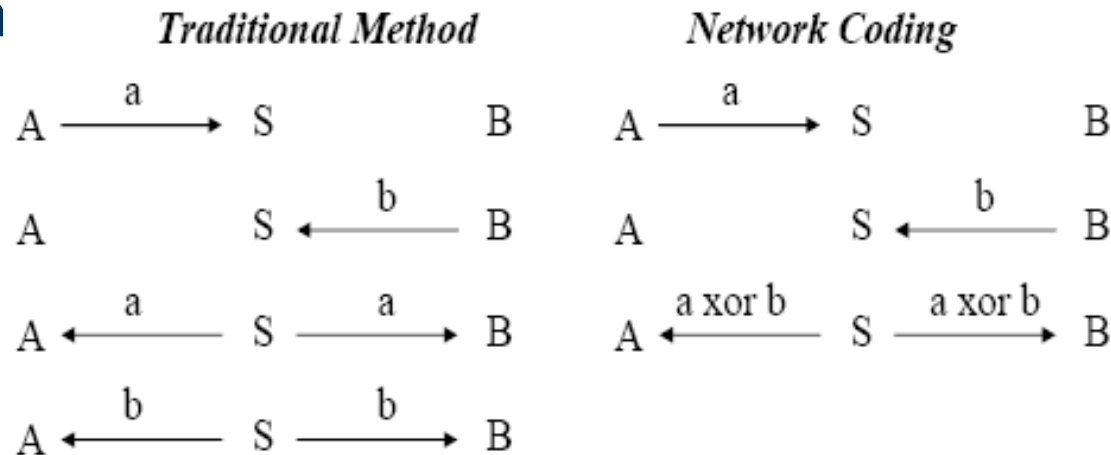 Traditional Method Network Coding
a a
A S B A S B
b b
A S B A S B
a a a xor b a xor b
A S B A S B
b b
A S B